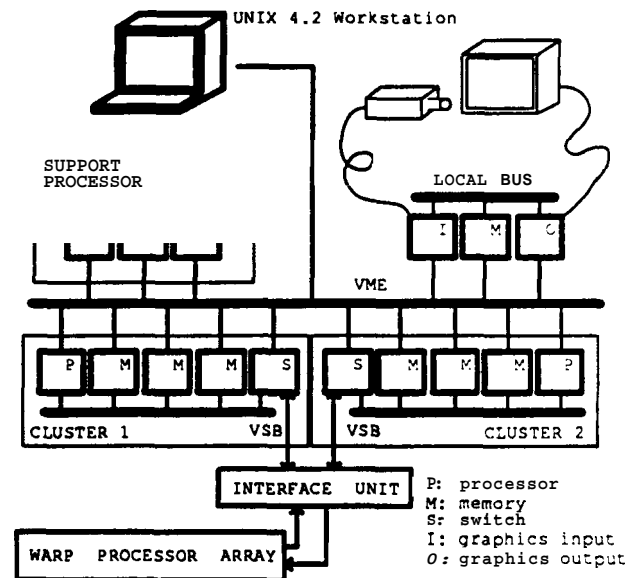 UNIX 4.2 Workstation
SUPPORT
PROCESSOR
LOCAL BUS
I M O
VME
P M M M S S M M M P
CLUSTER 1 VSB VSB CLUSTER 2
INTERFACE UNIT
WARP PROCESSOR ARRAY
P: processor
M: memory
S: switch
I: graphics input
O: graphics output